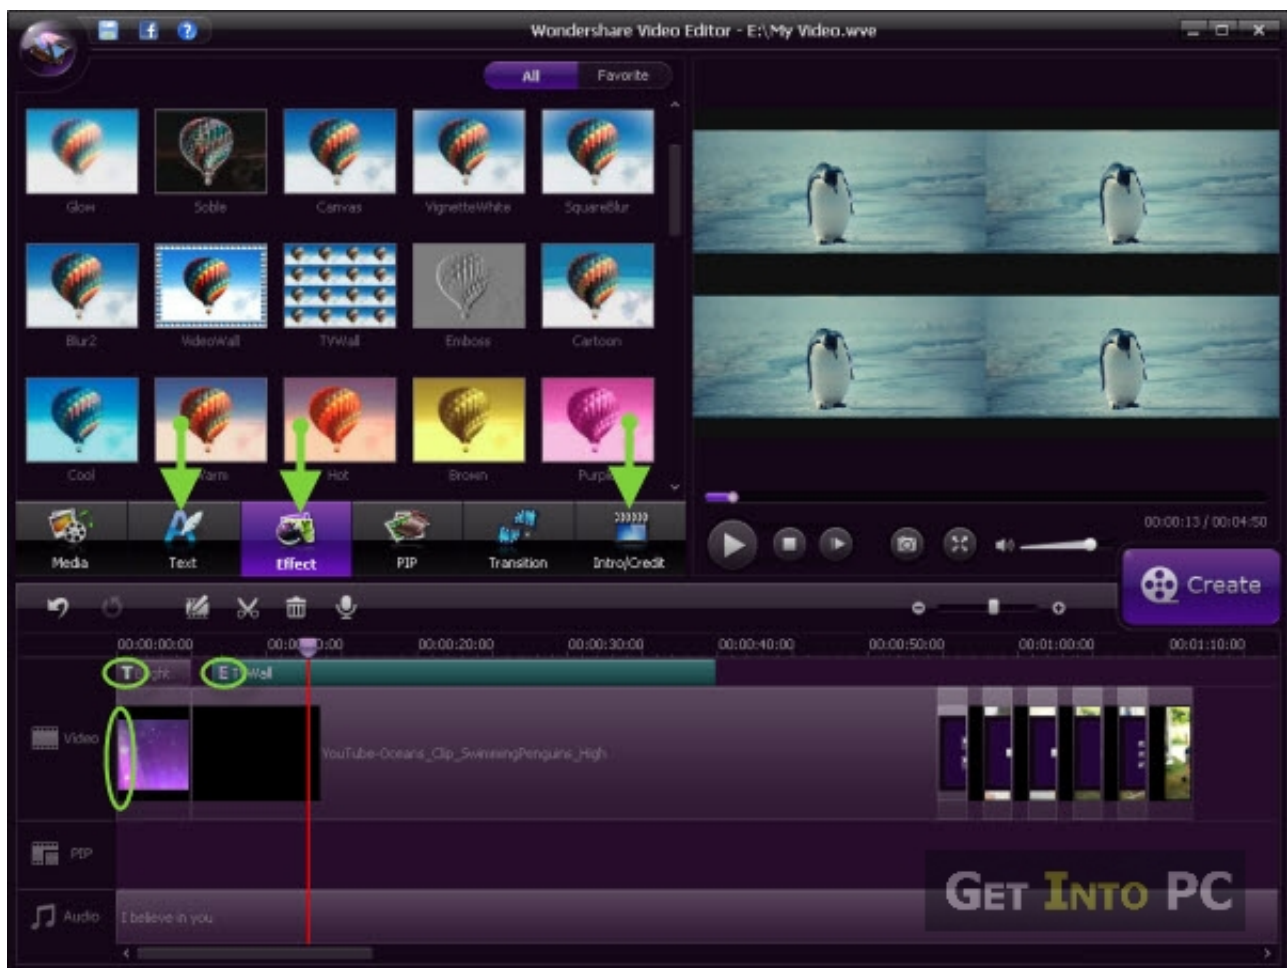 Wondershare Video Editor - E:\My Video.wve
All Favorite
Glow Soble Canvas VignetteWhite SquareBlur
Blur2 VideoWall TVWall Emboss Cartoon
Cool Warm Hot Brown
Media Text Effect PIP Transition Intro/Credit
00:00:13 / 00:04:50
Create
00:00:00:00 00:00:20:00 00:00:30:00 00:00:40:00 00:00:50:00 00:01:00:00 00:01:10:00
T
E Wall
Video
YouTube-Oceans_Clip_SwimmingPenguins_High
PIP
Audio
I believe in you
GET INTO PC